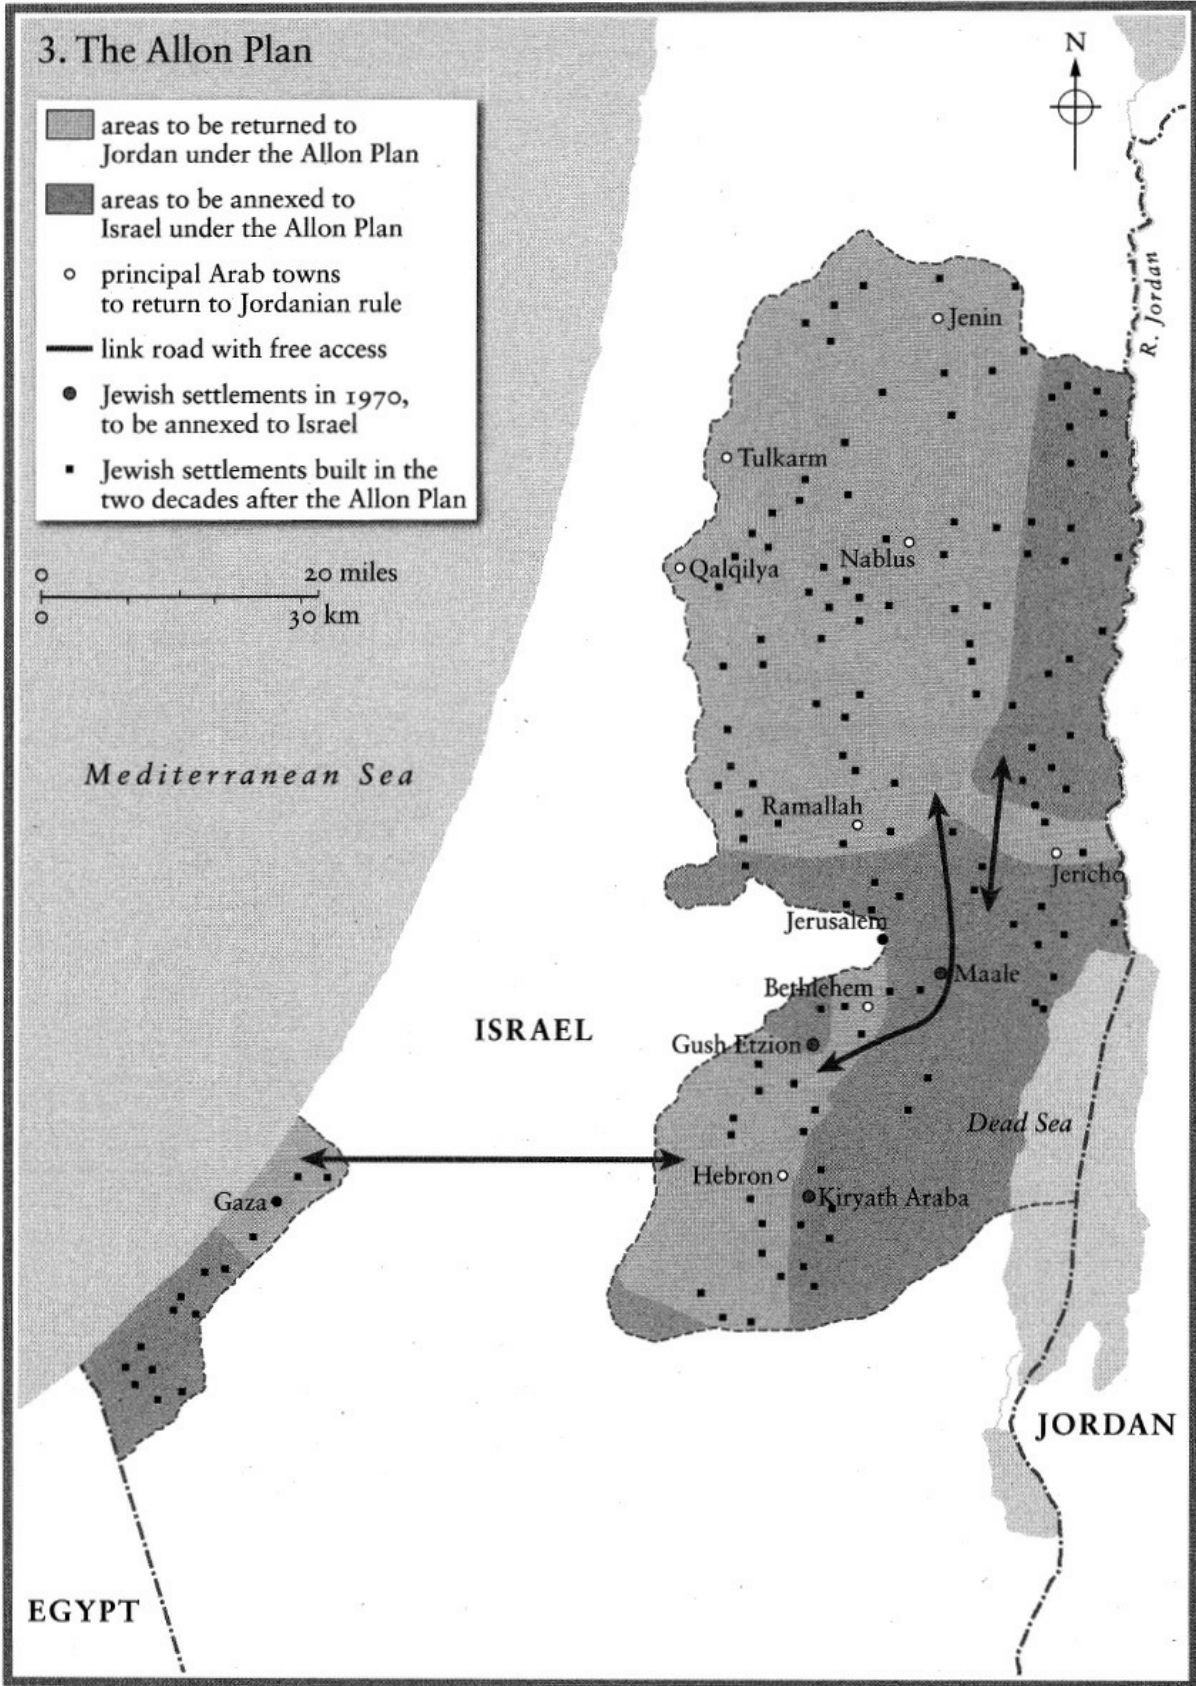 3. The Allon Plan
areas to be returned to
Jordan under the Allon Plan
areas to be annexed to
Israel under the Allon Plan
principal Arab towns
to return to Jordanian rule
link road with free access
Jewish settlements in 1970,
to be annexed to Israel
Jewish settlements built in the
two decades after the Allon Plan
0 20 miles
0 30 km
N
R. Jordan
Jenin
Tulkarm
Nablus
Qalqilya
Mediterranean Sea
Ramallah
Jericho
Jerusalem
Maale
Bethlehem
ISRAEL
Gush Etzion
Dead Sea
Hebron
Kiryath Araba
Gaza
JORDAN
EGYPT